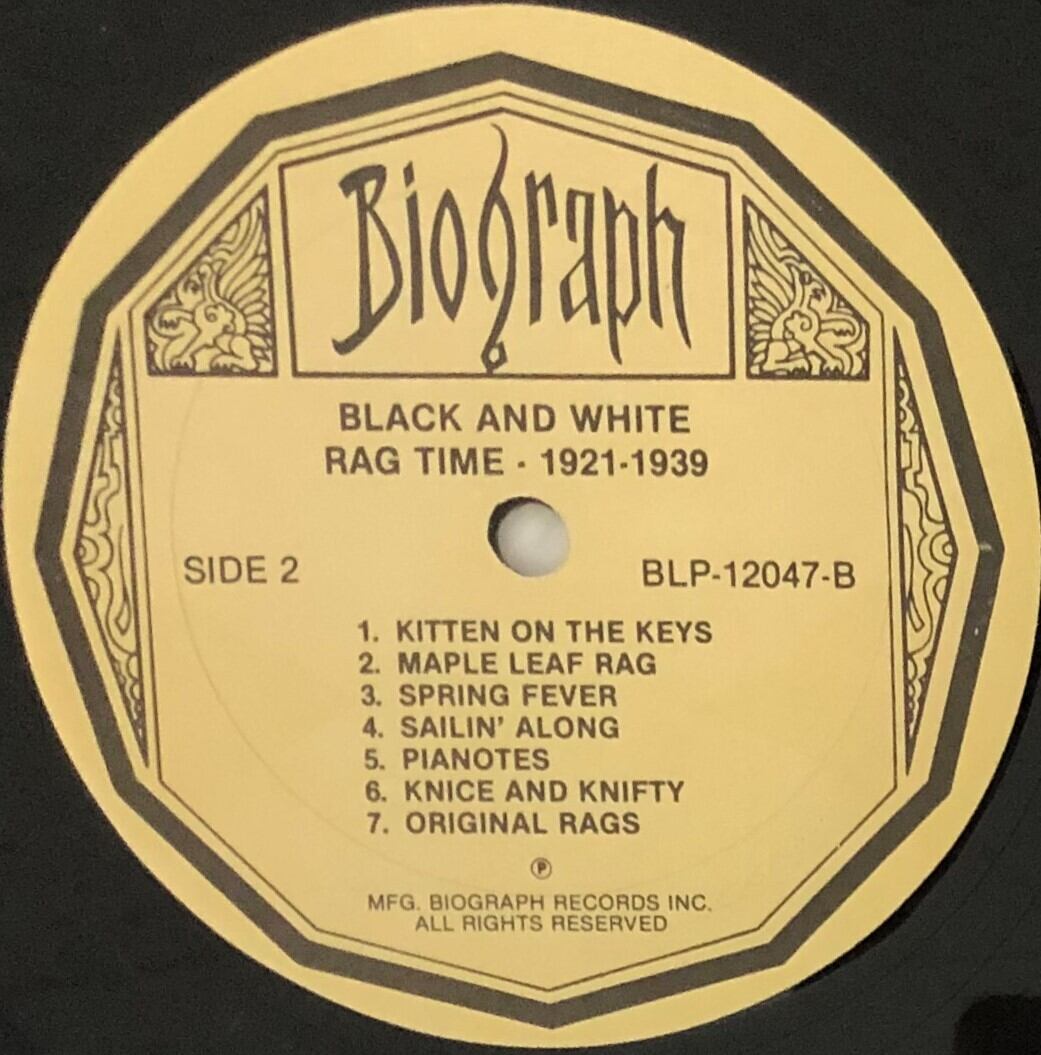 Biograph
BLACK AND WHITE
RAG TIME - 1921-1939
SIDE 2
BLP-12047-B
1. KITTEN ON THE KEYS
2. MAPLE LEAF RAG
3. SPRING FEVER
4. SAILIN' ALONG
5. PIANOTES
6. KNICE AND KNIFTY
7. ORIGINAL RAGS
℗
MFG. BIOGRAPH RECORDS INC.
ALL RIGHTS RESERVED